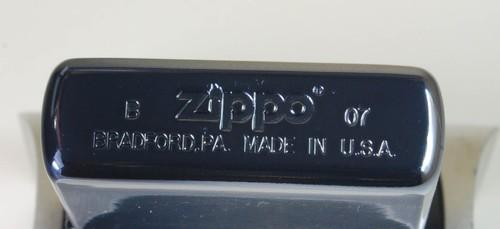 B Zippo® 07
BRADFORD.PA. MADE IN U.S.A.